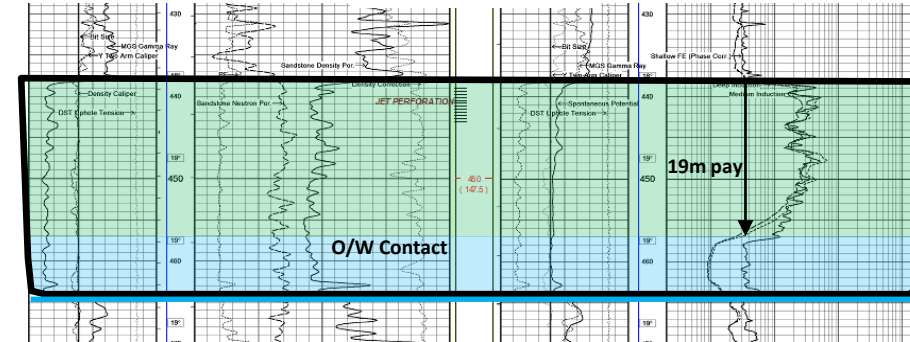 430
430
Bit Size
Bit Size
MGS Gamma Ray
Y Two Arm Caliper
Shallow FE (Phase Corr.)
Sandstone Density Por.
MGS Gamma Ray
Y Two Arm Caliper
Density Correction
Density Caliper
Medium Induction
440
Sandstone Neutron Por.
JET PERFORATION
Spontaneous Potential
440
DST Uphole Tension
DST Uphole Tension
19°
19°
19m pay
450
450
(147.5)
450
19°
O/W Contact
19°
460
460
19°
19°